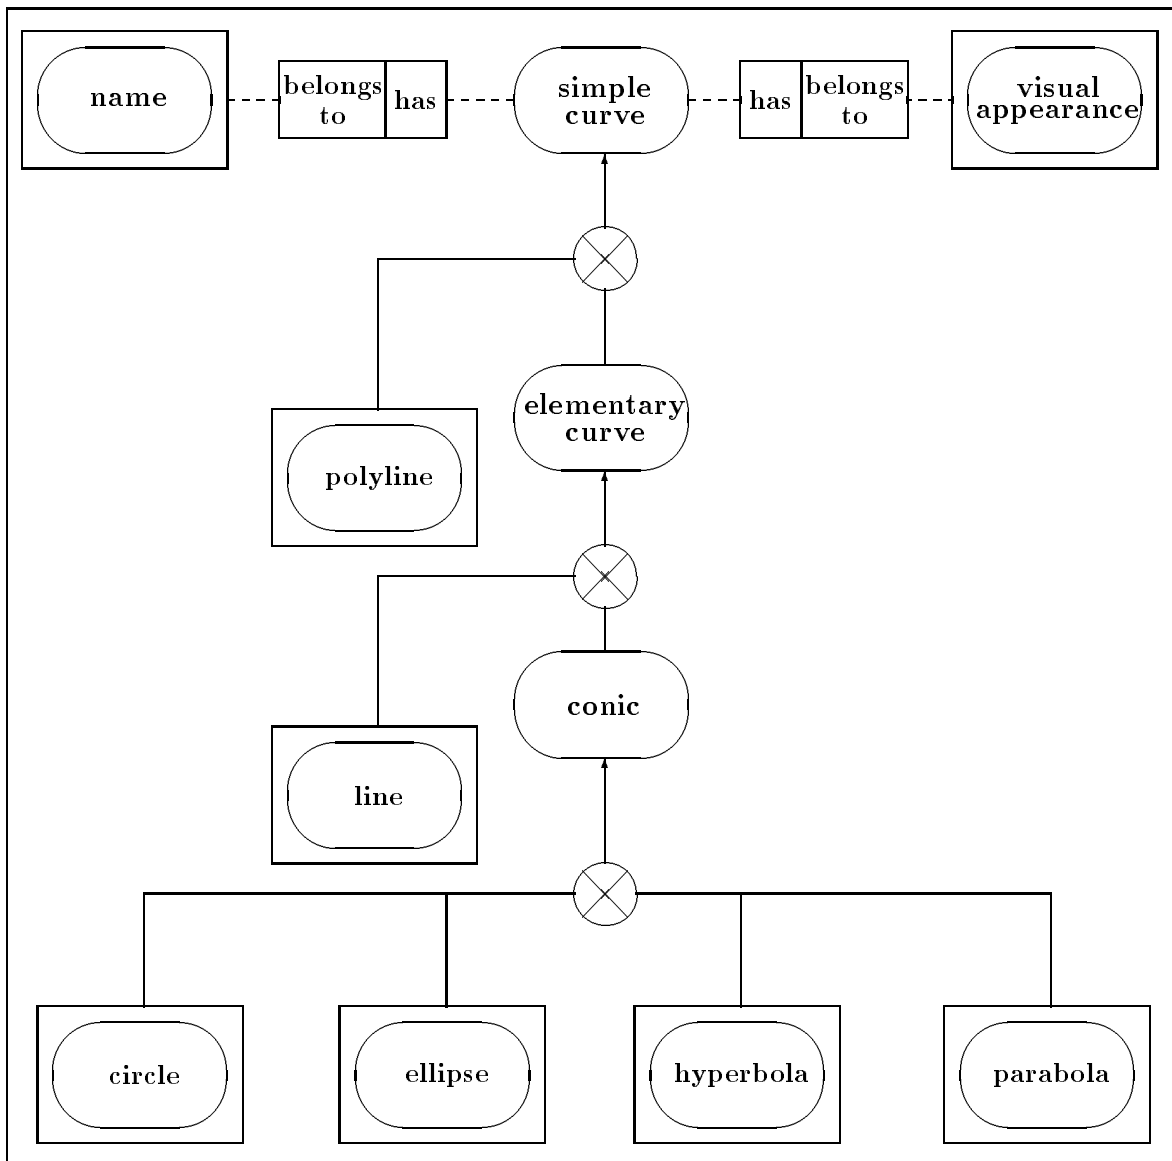 name
belongs
to
has
simple
curve
has
belongs
to
visual
appearance
elementary
curve
polyline
conic
line
circle
ellipse
hyperbola
parabola